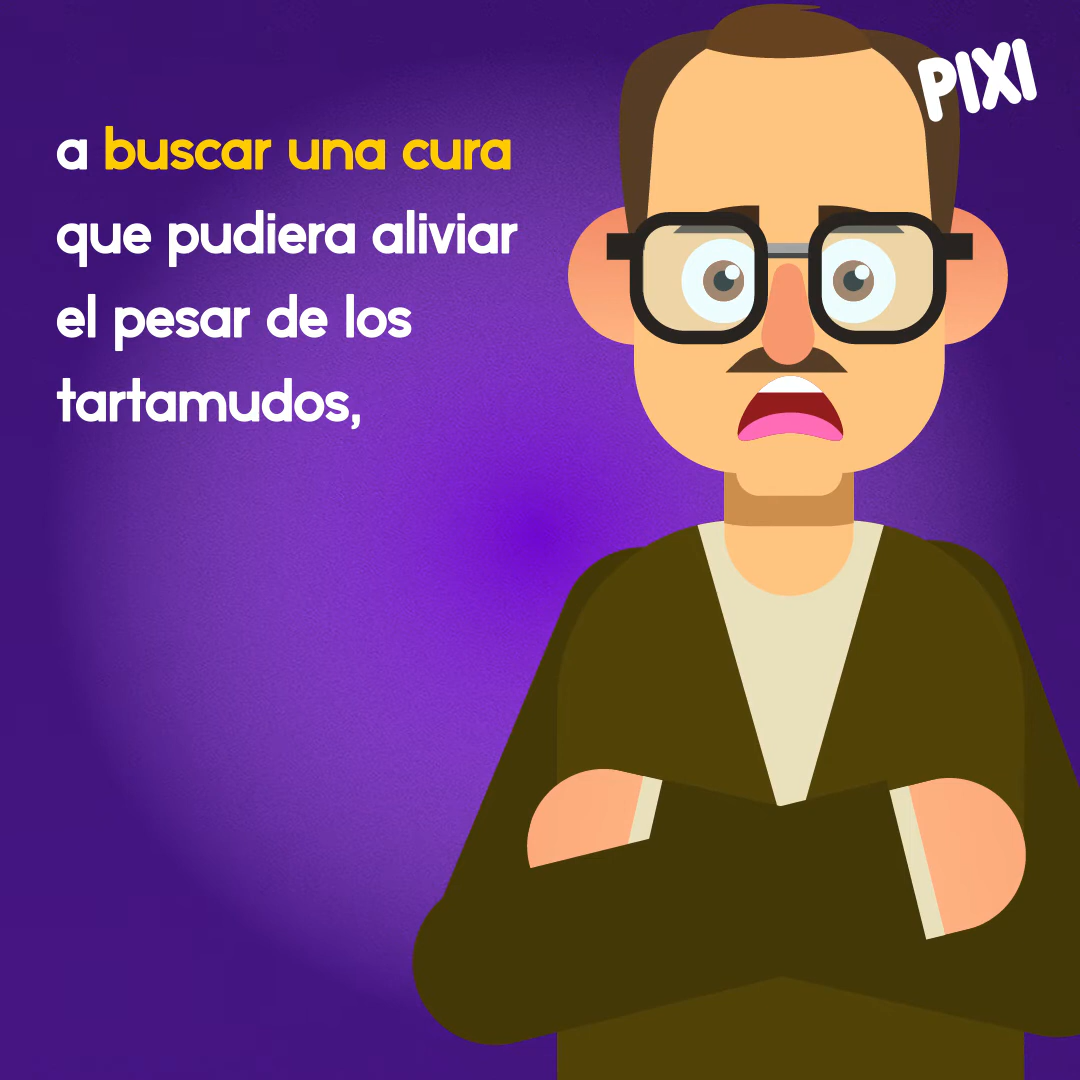 PIXI
a buscar una cura
que pudiera aliviar
el pesar de los
tartamudos,